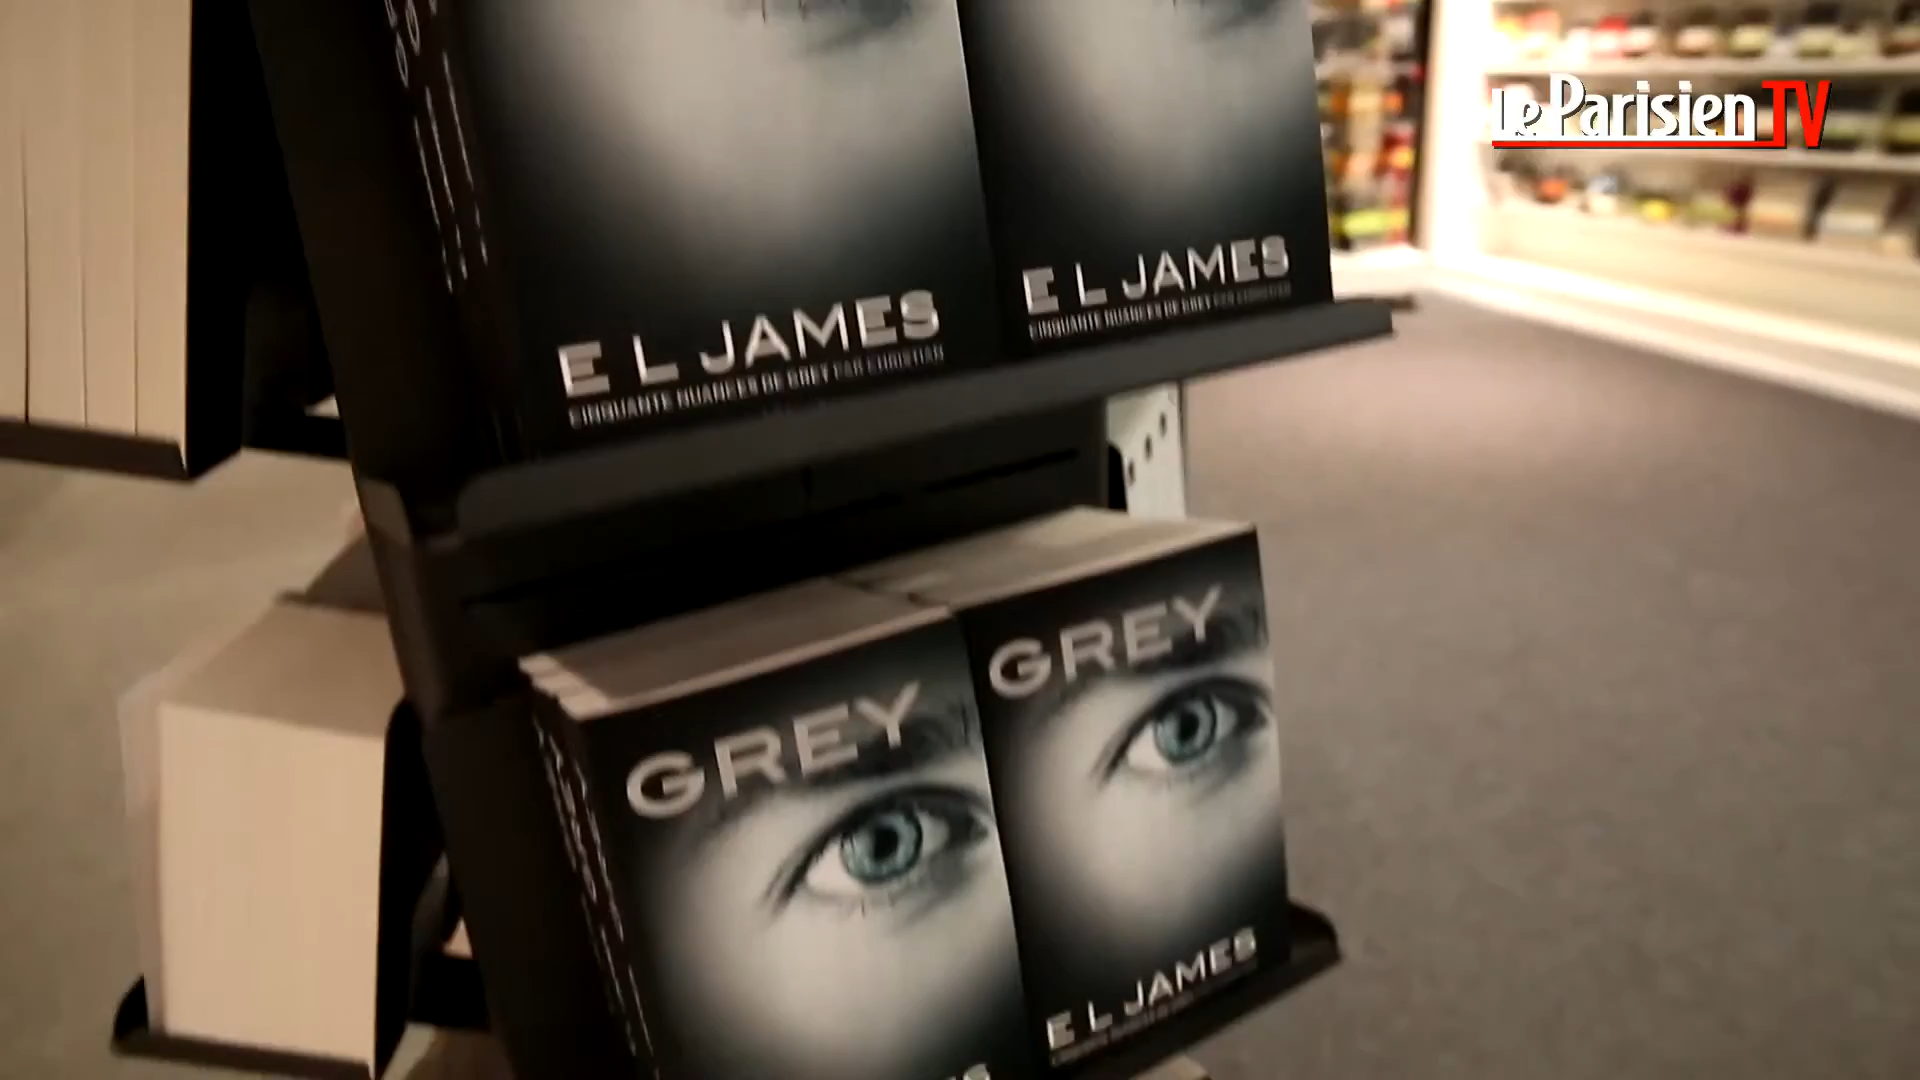 Le Parisien TV
E L JAMES
CINQUANTE NUANCES DE GREY PAR CHRISTIAN
E L JAMES
CINQUANTE NUANCES DE GREY PAR CHRISTIAN
GREY
GREY
E L JAMES